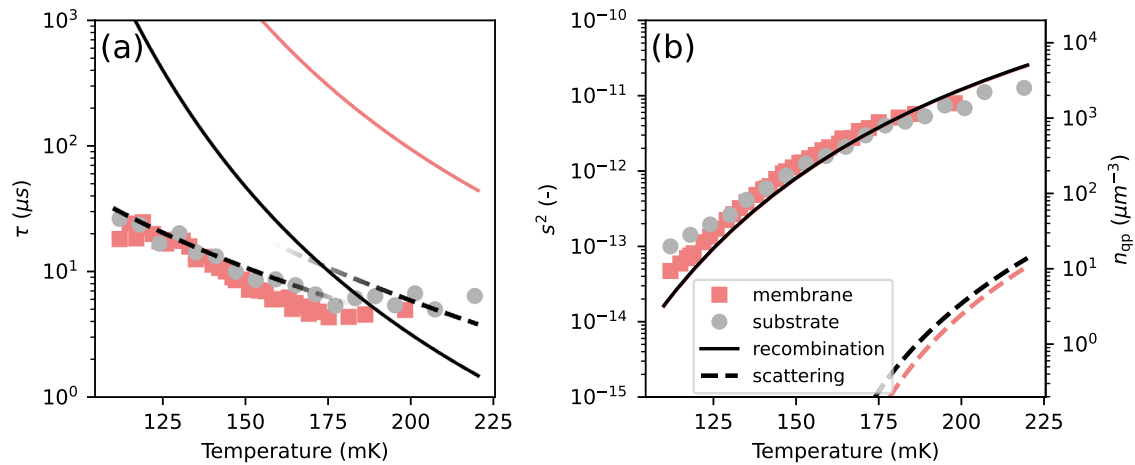 (a)
10³
10²
10¹
10⁰
τ (μs)
125 150 175 200 225
Temperature (mK)
(b)
10⁻¹⁰
10⁻¹¹
10⁻¹²
10⁻¹³
10⁻¹⁴
10⁻¹⁵
s² (-)
membrane
substrate
recombination
scattering
125 150 175 200 225
Temperature (mK)
10⁴
10³
10²
10¹
10⁰
n_qp (μm⁻³)